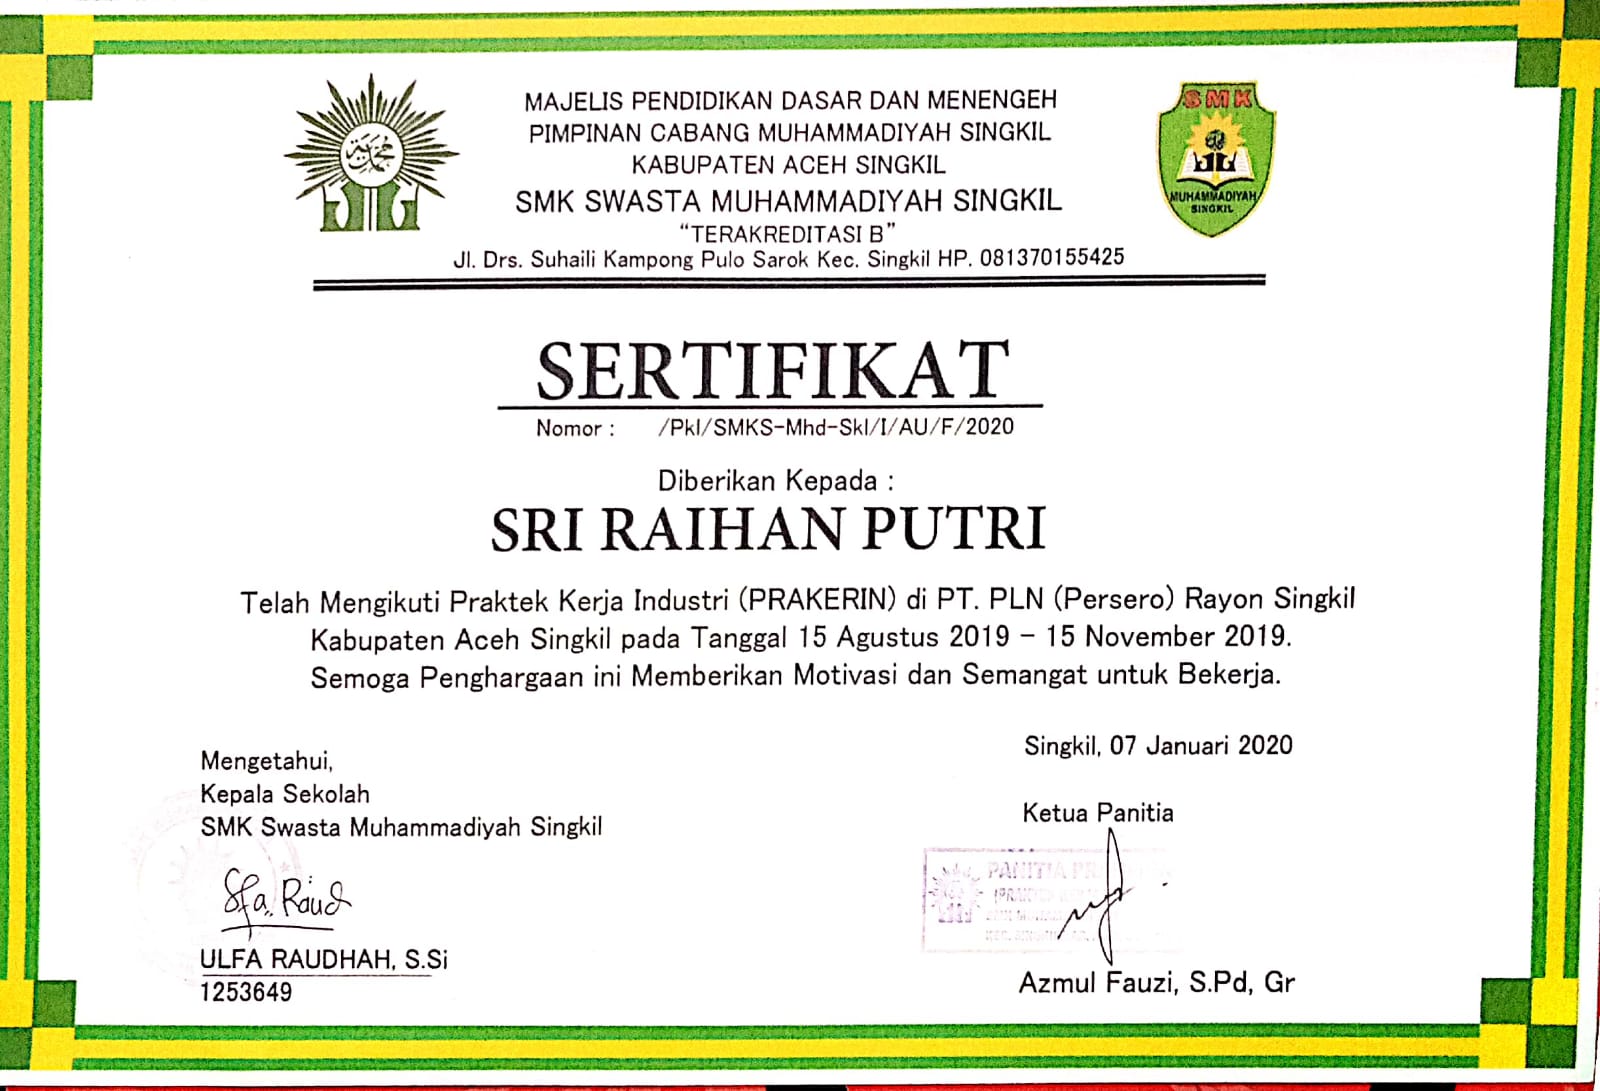 MAJELIS PENDIDIKAN DASAR DAN MENENGEH
PIMPINAN CABANG MUHAMMADIYAH SINGKIL
KABUPATEN ACEH SINGKIL
SMK SWASTA MUHAMMADIYAH SINGKIL
“TERAKREDITASI B”
Jl. Drs. Suhaili Kampong Pulo Sarok Kec. Singkil HP. 081370155425
SMK
MUHAMMADIYAH
SINGKIL
SERTIFIKAT
Nomor : /Pkl/SMKS-Mhd-Skl/I/AU/F/2020
Diberikan Kepada :
SRI RAIHAN PUTRI
Telah Mengikuti Praktek Kerja Industri (PRAKERIN) di PT. PLN (Persero) Rayon Singkil
Kabupaten Aceh Singkil pada Tanggal 15 Agustus 2019 – 15 November 2019.
Semoga Penghargaan ini Memberikan Motivasi dan Semangat untuk Bekerja.
Mengetahui,
Kepala Sekolah
SMK Swasta Muhammadiyah Singkil
ULFA RAUDHAH, S.Si
1253649
Singkil, 07 Januari 2020
Ketua Panitia
PANITIA
Azmul Fauzi, S.Pd, Gr